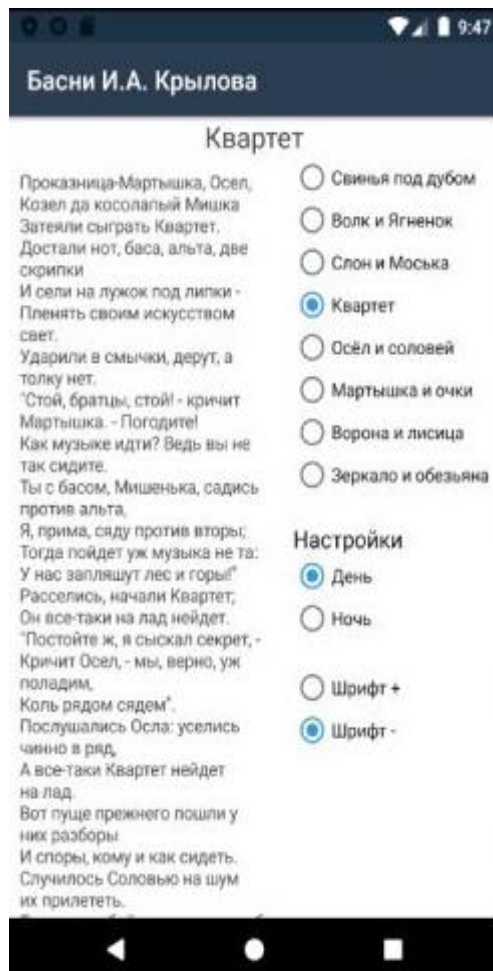 9:47
Басни И.А. Крылова
Квартет
Проказница-Мартышка, Осел,
Козел да косолапый Мишка
Затеяли сыграть Квартет.
Достали нот, баса, альта, две
скрипки
И сели на лужок под липки -
Пленять своим искусством
свет.
Ударили в смычки, дерут, а
толку нет.
"Стой, братцы, стой! - кричит
Мартышка. - Погодите!
Как музыке идти? Ведь вы не
так сидите.
Ты с басом, Мишенька, садись
против альта,
Я, прима, сяду против вторы;
Тогда пойдет уж музыка не та:
У нас запляшут лес и горы!"
Расселись, начали Квартет;
Он все-таки на лад нейдет.
"Постойте ж, я сыскал секрет, -
Кричит Осел, - мы, верно, уж
поладим,
Коль рядом сядем".
Послушались Осла: уселись
чинно в ряд,
А все-таки Квартет нейдет
на лад.
Вот пуще прежнего пошли у
них разборы
И споры, кому и как сидеть.
Случилось Соловью на шум
их прилететь.
Свинья под дубом
Волк и Ягненок
Слон и Моська
Квартет
Осёл и соловей
Мартышка и очки
Ворона и лисица
Зеркало и обезьяна
Настройки
День
Ночь
Шрифт +
Шрифт -